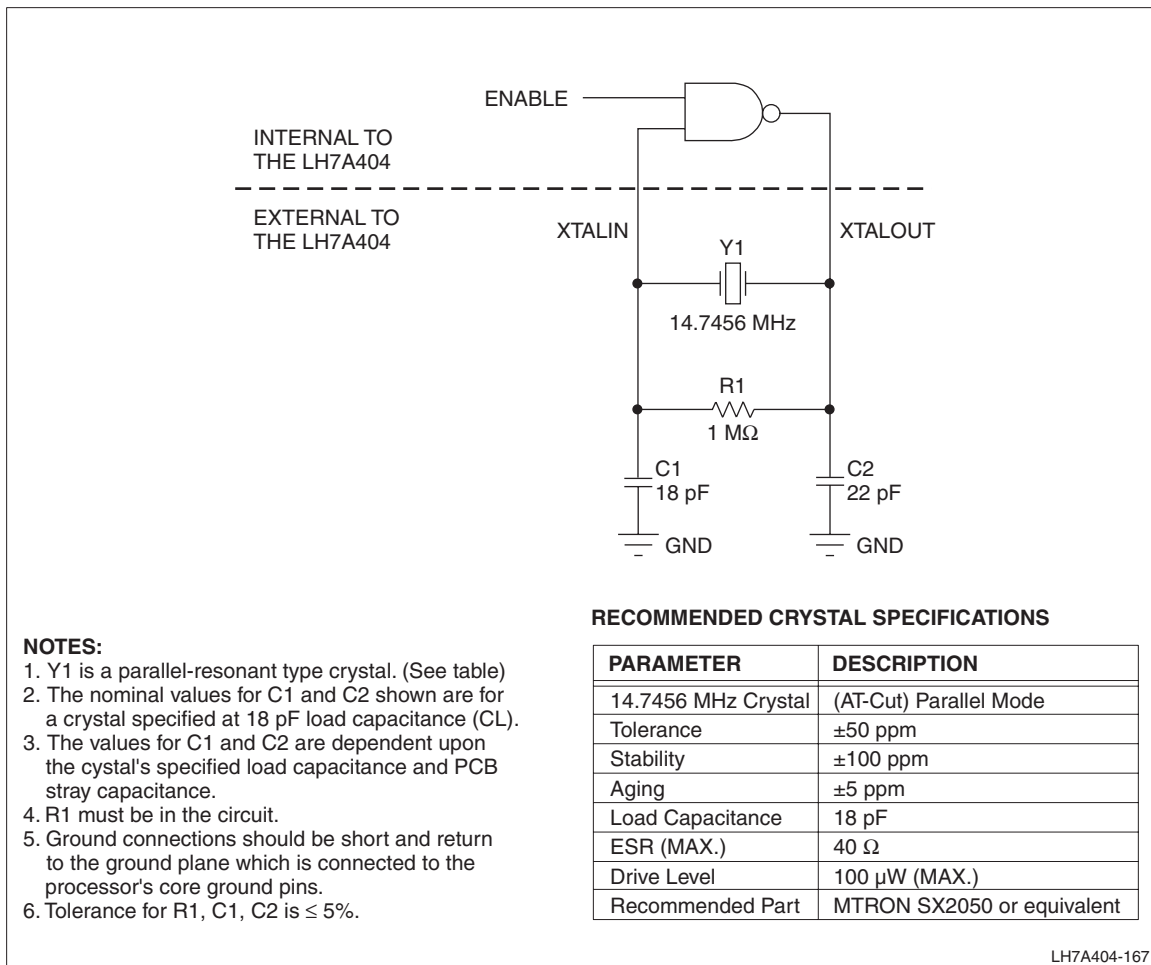 ENABLE
INTERNAL TO
THE LH7A404
EXTERNAL TO
THE LH7A404
XTALIN
XTALOUT
Y1
14.7456 MHz
R1
1 MΩ
C1
18 pF
C2
22 pF
GND
GND
NOTES:
1. Y1 is a parallel-resonant type crystal. (See table)
2. The nominal values for C1 and C2 shown are for
a crystal specified at 18 pF load capacitance (CL).
3. The values for C1 and C2 are dependent upon
the cystal's specified load capacitance and PCB
stray capacitance.
4. R1 must be in the circuit.
5. Ground connections should be short and return
to the ground plane which is connected to the
processor's core ground pins.
6. Tolerance for R1, C1, C2 is ≤ 5%.
RECOMMENDED CRYSTAL SPECIFICATIONS
PARAMETER DESCRIPTION
14.7456 MHz Crystal (AT-Cut) Parallel Mode
Tolerance ±50 ppm
Stability ±100 ppm
Aging ±5 ppm
Load Capacitance 18 pF
ESR (MAX.) 40 Ω
Drive Level 100 µW (MAX.)
Recommended Part MTRON SX2050 or equivalent
LH7A404-167